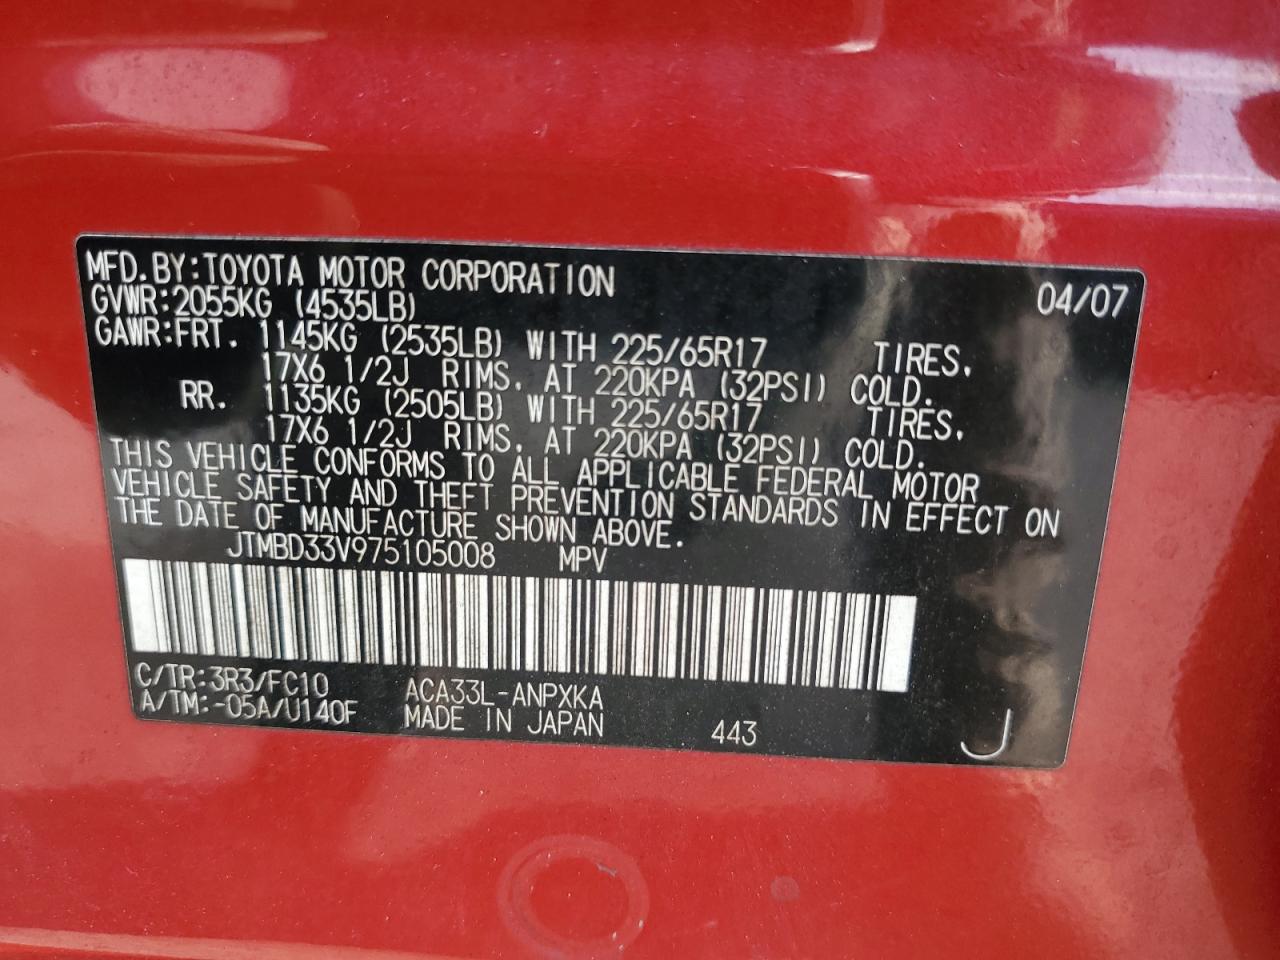 MFD.BY:TOYOTA MOTOR CORPORATION 04/07
GVWR:2055KG (4535LB)
GAWR:FRT. 1145KG (2535LB) WITH 225/65R17 TIRES,
17X6 1/2J RIMS, AT 220KPA (32PSI) COLD.
RR. 1135KG (2505LB) WITH 225/65R17 TIRES,
17X6 1/2J RIMS, AT 220KPA (32PSI) COLD.
THIS VEHICLE CONFORMS TO ALL APPLICABLE FEDERAL MOTOR
VEHICLE SAFETY AND THEFT PREVENTION STANDARDS IN EFFECT ON
THE DATE OF MANUFACTURE SHOWN ABOVE.
JTMBD33V975105008 MPV
C/TR:3R3/FC10 ACA33L-ANPXKA
A/TM:-05A/U140F MADE IN JAPAN 443 J